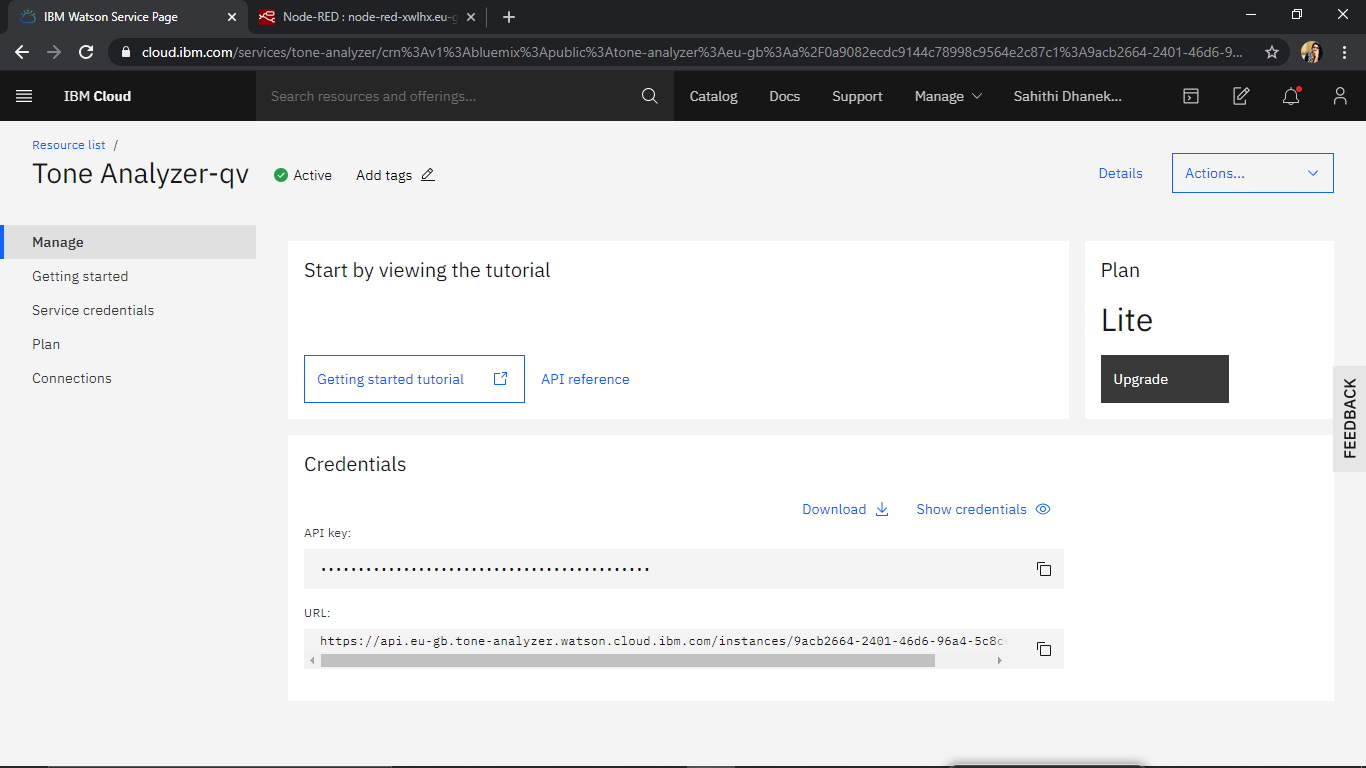 IBM Watson Service Page
Node-RED : node-red-xwlhx.eu-g
cloud.ibm.com/services/tone-analyzer/crn%3Av1%3Abluemix%3Apublic%3Atone-analyzer%3Aeu-gb%3Aa%2F0a9082ecdc9144c78998c9564e2c87c1%3A9acb2664-2401-46d6-9...
IBM Cloud
Search resources and offerings...
Catalog
Docs
Support
Manage
Sahithi Dhanek...
Resource list /
Tone Analyzer-qv
Active
Add tags
Details
Actions...
Manage
Getting started
Service credentials
Plan
Connections
Start by viewing the tutorial
Getting started tutorial
API reference
Plan
Lite
Upgrade
FEEDBACK
Credentials
Download
Show credentials
API key:
............................................
URL:
https://api.eu-gb.tone-analyzer.watson.cloud.ibm.com/instances/9acb2664-2401-46d6-96a4-5c8c